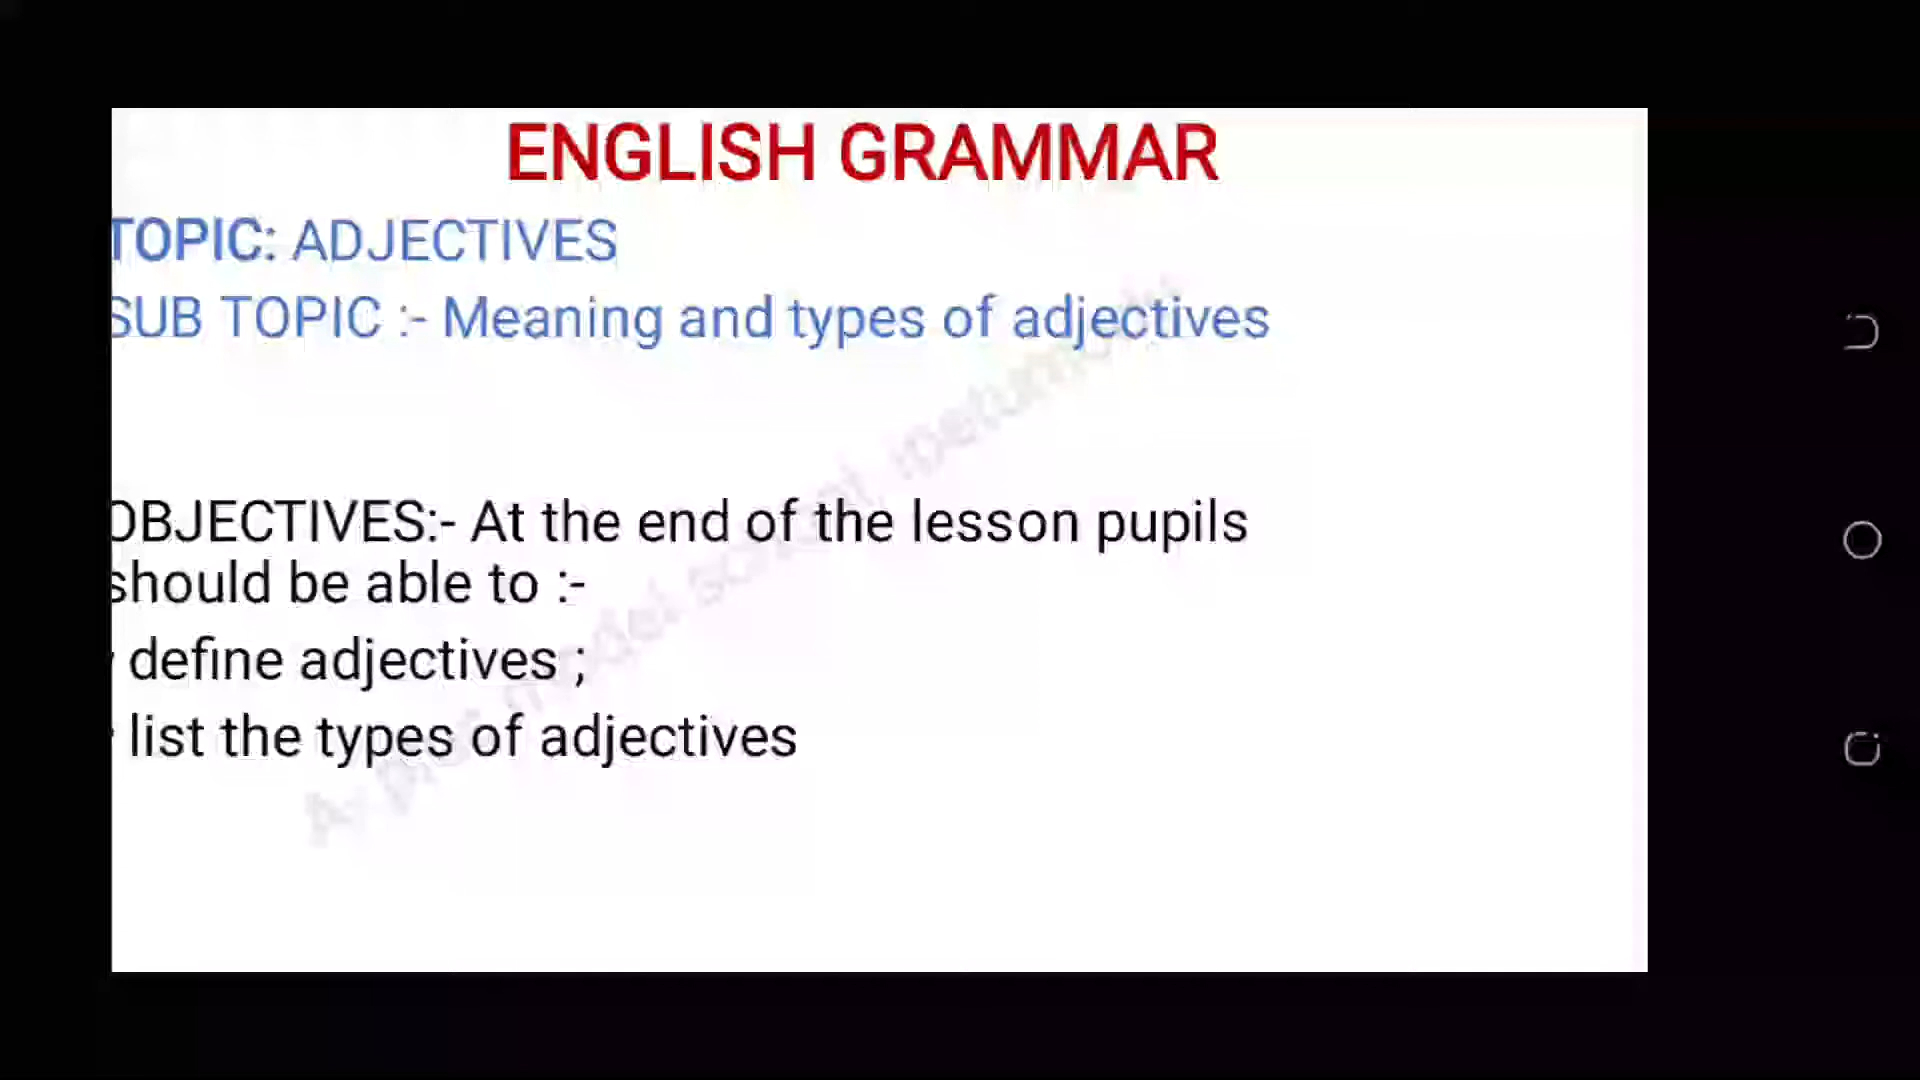 ENGLISH GRAMMAR
TOPIC: ADJECTIVES
SUB TOPIC :- Meaning and types of adjectives
OBJECTIVES:- At the end of the lesson pupils
should be able to :-
define adjectives ;
list the types of adjectives